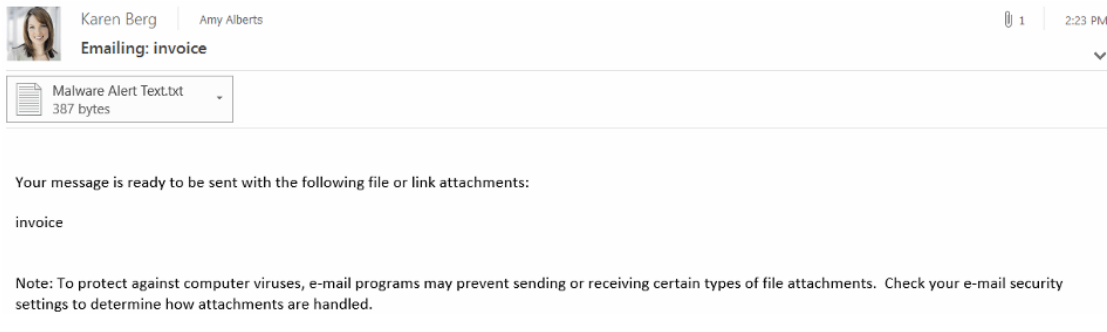 Karen Berg Amy Alberts 1 2:23 PM
Emailing: invoice
Malware Alert Text.txt
387 bytes
Your message is ready to be sent with the following file or link attachments:
invoice
Note: To protect against computer viruses, e-mail programs may prevent sending or receiving certain types of file attachments. Check your e-mail security
settings to determine how attachments are handled.